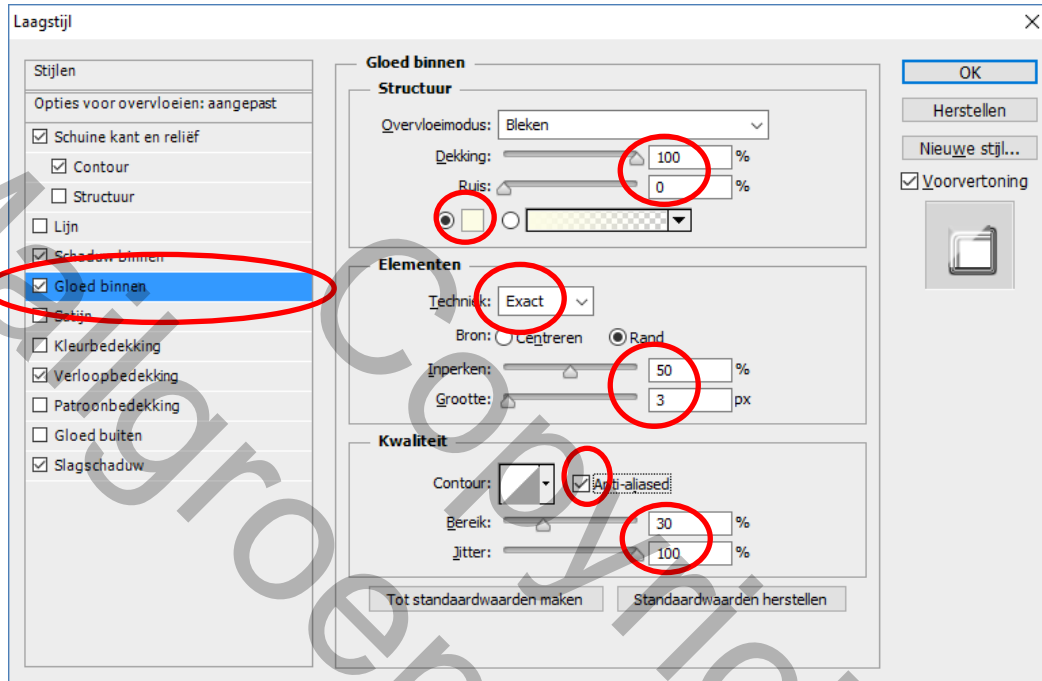 Laagstijl
Stijlen
Opties voor overvloeien: aangepast
Schuine kant en reliëf
Contour
Structuur
Lijn
Schaduw binnen
Gloed binnen
Satijn
Kleurbedekking
Verloopbedekking
Patroonbedekking
Gloed buiten
Slagschaduw
Gloed binnen
Structuur
Overvloeimodus: Bleken
Dekking: 100 %
Ruis: 0 %
Elementen
Techniek: Exact
Bron: Centreren Rand
Inperken: 50 %
Grootte: 3 px
Kwaliteit
Contour: Anti-aliased
Bereik: 30 %
Jitter: 100 %
Tot standaardwaarden maken Standaardwaarden herstellen
OK
Herstellen
Nieuwe stijl...
Voorvertoning
Copyrig
Mailgroep